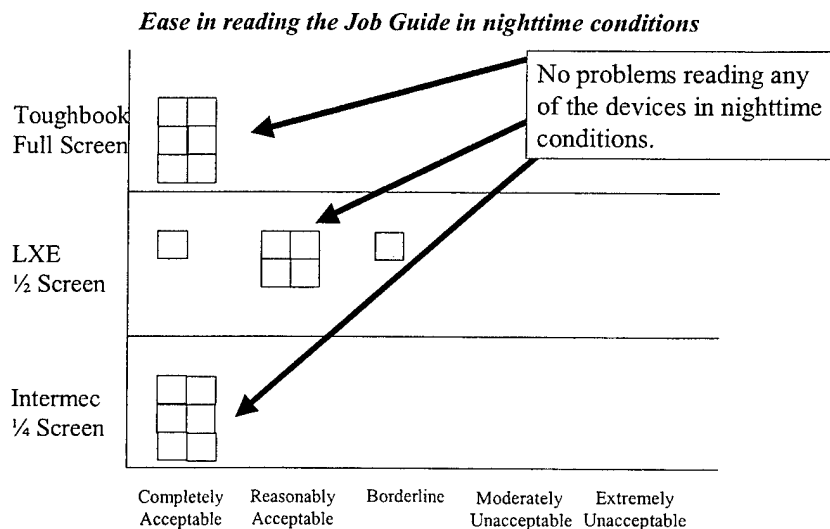 Ease in reading the Job Guide in nighttime conditions
No problems reading any
of the devices in nighttime
conditions.
Toughbook
Full Screen
LXE
½ Screen
Intermec
¼ Screen
Completely
Acceptable
Reasonably
Acceptable
Borderline
Moderately
Unacceptable
Extremely
Unacceptable